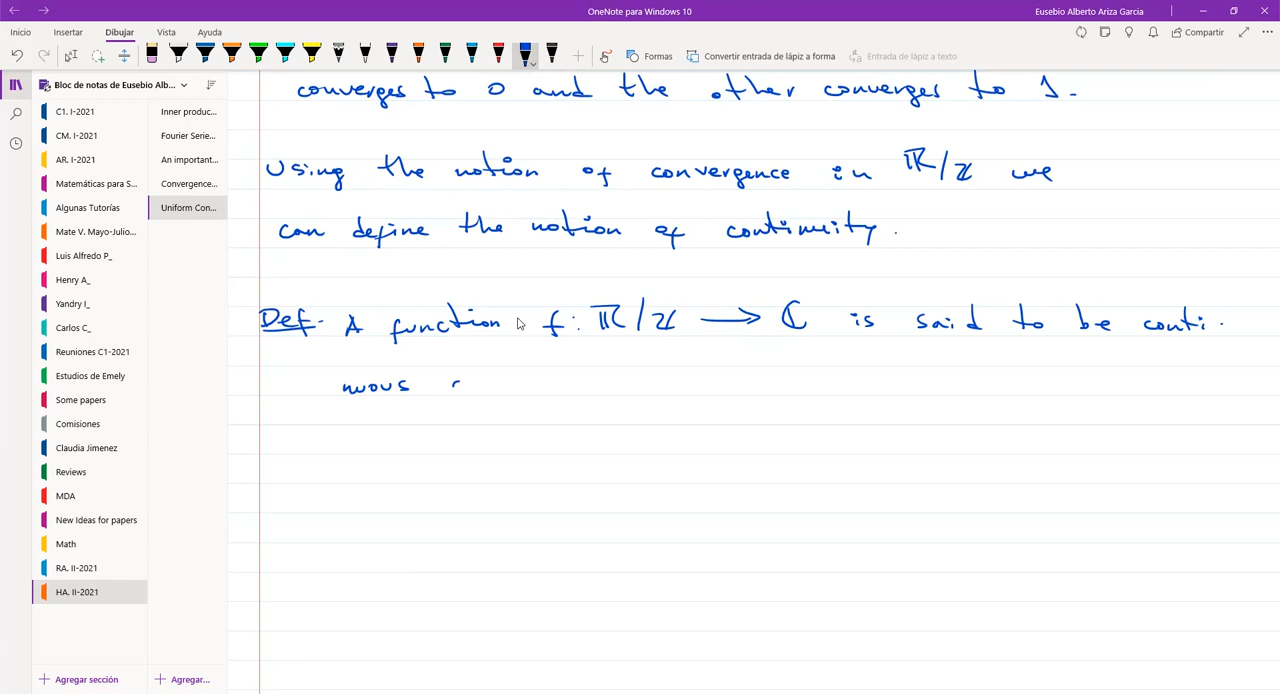 OneNote para Windows 10
Eusebio Alberto Ariza Garcia
Inicio
Insertar
Dibujar
Vista
Ayuda
Compartir
Formas
Convertir entrada de lápiz a forma
Entrada de lápiz a texto
Bloc de notas de Eusebio Alb...
C1. I-2021
CM. I-2021
AR. I-2021
Matemáticas para S...
Algunas Tutorías
Mate V. Mayo-Julio...
Luis Alfredo P_
Henry A_
Yandry I_
Carlos C_
Reuniones C1-2021
Estudios de Emely
Some papers
Comisiones
Claudia Jimenez
Reviews
MDA
New Ideas for papers
Math
RA. II-2021
HA. II-2021
Agregar sección
Inner produc...
Fourier Serie...
An important...
Convergence...
Uniform Con...
Agregar...
converges to 0 and the other converges to 1.
Using the notion of convergence in ℝ/ℤ we
can define the notion of continuity.
Def. A function f: ℝ/ℤ → ℂ is said to be conti-
nuous